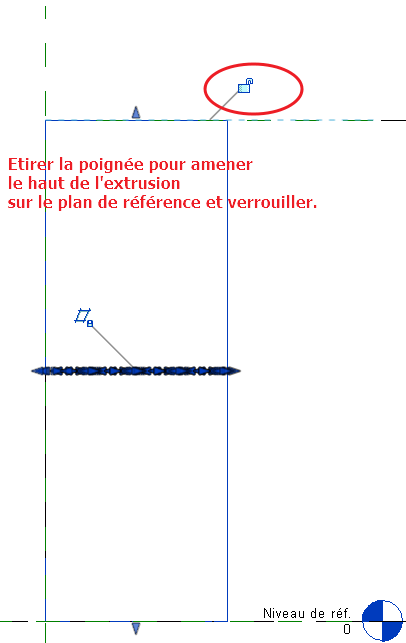 Etirer la poignée pour amener
le haut de l'extrusion
sur le plan de référence et verrouiller.
Niveau de réf.
0